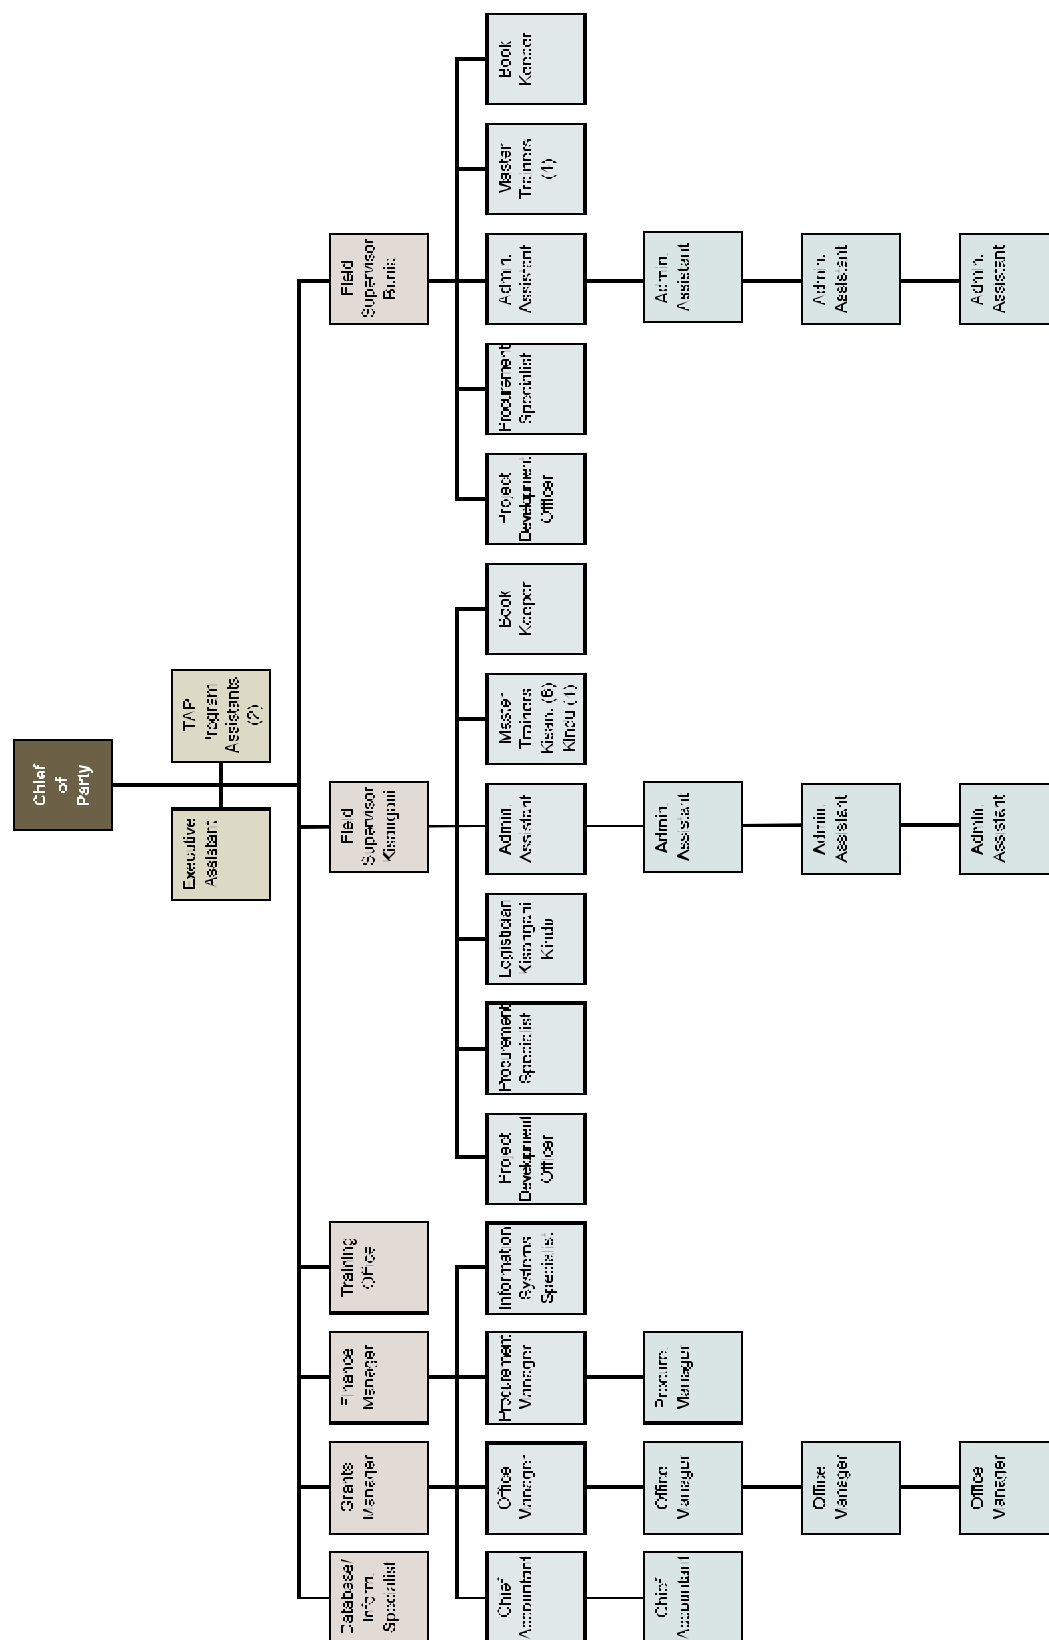 Chief
of
Party
Executive
Assistant
TAP
Program
Assistants
(2)
Database/
Inform.
Specialist
Grants
Manager
Finance
Manager
Training
Office
Field
Supervisor
Kisangani
Field
Supervisor
Bunia
Chief
Accountant
Office
Manager
Procurement
Manager
Information
Systems
Specialist
Project
Development
Officer
Procurement
Specialist
Logistician
Kisangani
Kindu
Admin.
Assistant
Master
Trainers
Kisan. (6)
Kindu (1)
Book
Keeper
Project
Development
Officer
Procurement
Specialist
Admin.
Assistant
Master
Trainers
(4)
Book
Keeper
Chief
Accountant
Office
Manager
Procure.
Manager
Admin.
Assistant
Admin.
Assistant
Office
Manager
Admin.
Assistant
Admin.
Assistant
Office
Manager
Admin.
Assistant
Admin.
Assistant